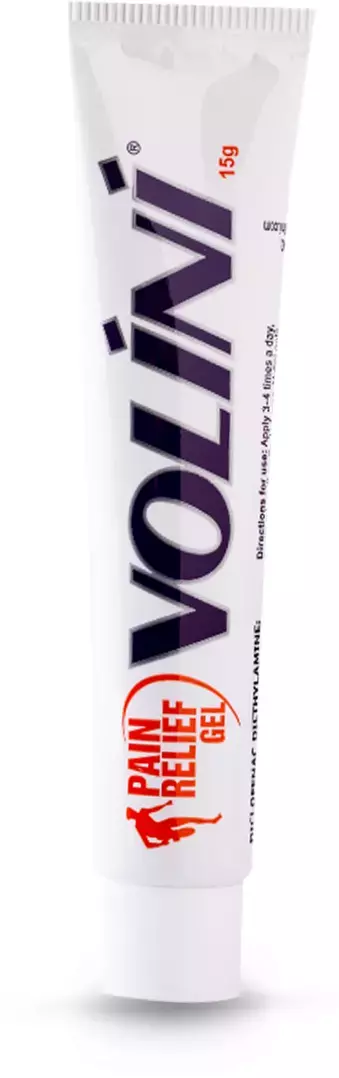 VOLINI®
15g
PAIN
RELIEF
GEL
Directions for use: Apply 3-4 times a day,
DICLOFENAC DIETHYLAMINE: